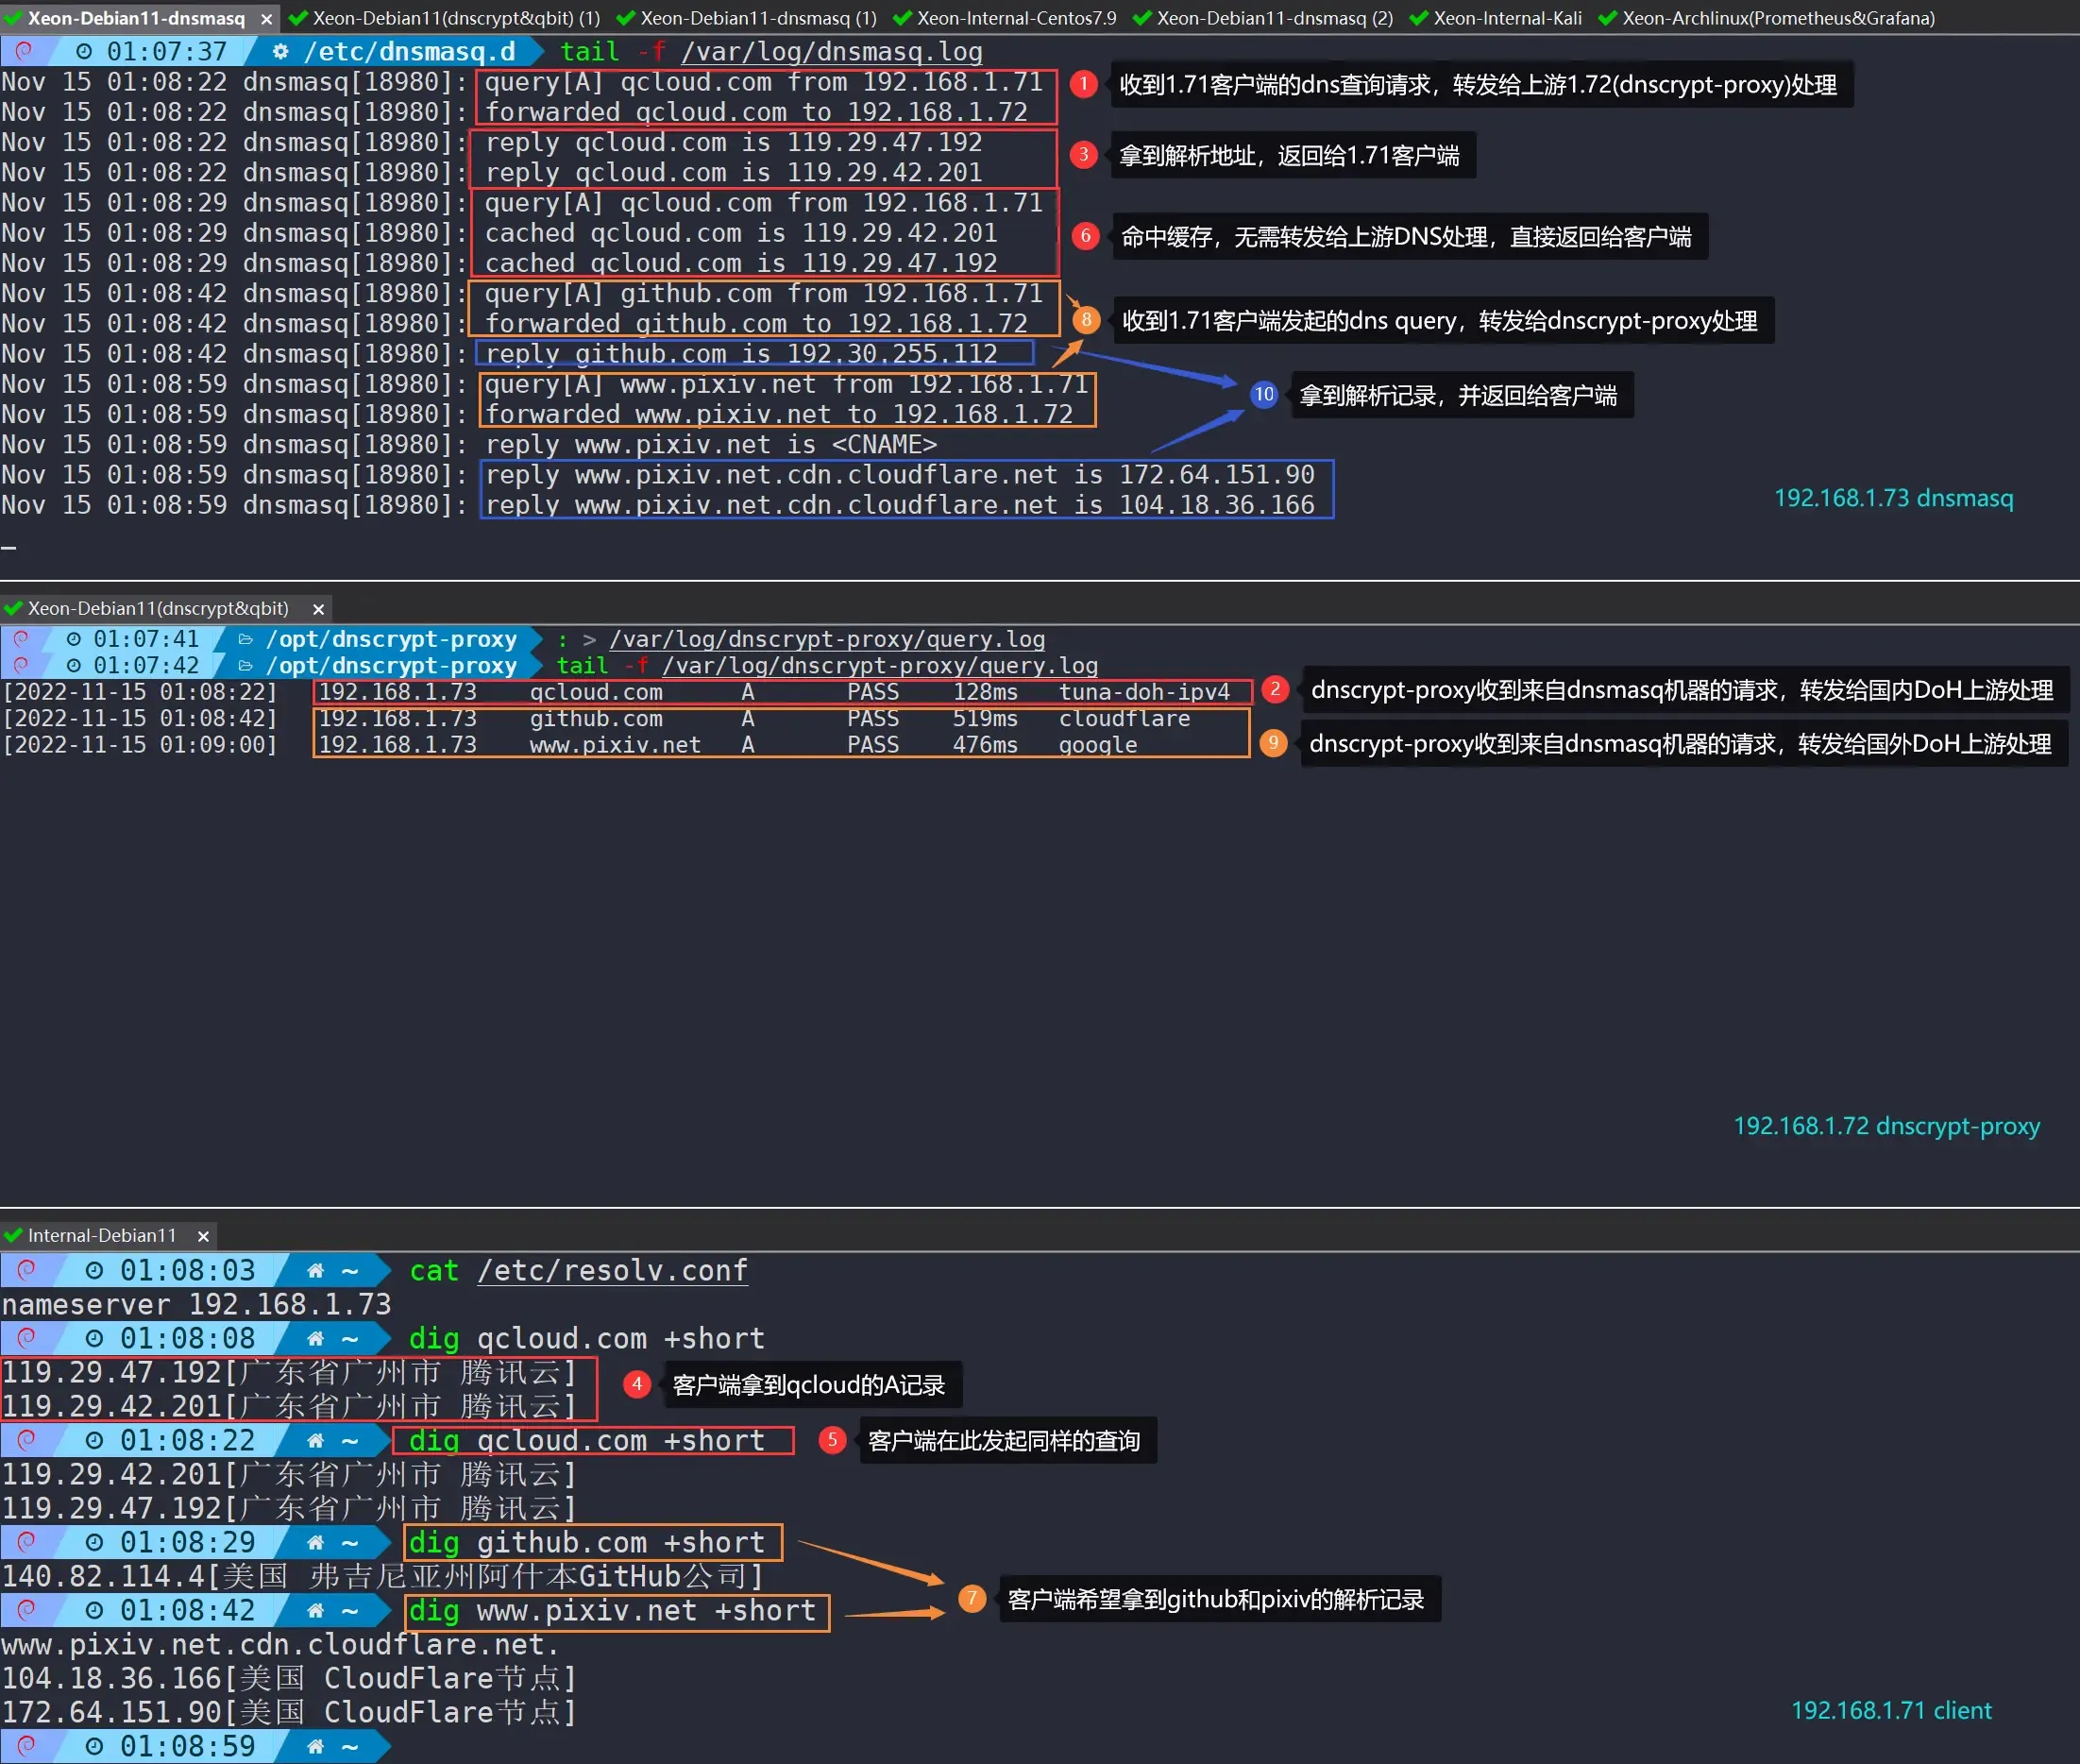 Xeon-Debian11-dnsmasq × Xeon-Debian11(dnscrypt&qbit) (1) Xeon-Debian11-dnsmasq (1) Xeon-Internal-Centos7.9 Xeon-Debian11-dnsmasq (2) Xeon-Internal-Kali Xeon-Archlinux(Prometheus&Grafana)
01:07:37 /etc/dnsmasq.d tail -f /var/log/dnsmasq.log
Nov 15 01:08:22 dnsmasq[18980]: query[A] qcloud.com from 192.168.1.71
Nov 15 01:08:22 dnsmasq[18980]: forwarded qcloud.com to 192.168.1.72
1 收到1.71客户端的dns查询请求，转发给上游1.72(dnscrypt-proxy)处理
Nov 15 01:08:22 dnsmasq[18980]: reply qcloud.com is 119.29.47.192
Nov 15 01:08:22 dnsmasq[18980]: reply qcloud.com is 119.29.42.201
3 拿到解析地址，返回给1.71客户端
Nov 15 01:08:29 dnsmasq[18980]: query[A] qcloud.com from 192.168.1.71
Nov 15 01:08:29 dnsmasq[18980]: cached qcloud.com is 119.29.42.201
Nov 15 01:08:29 dnsmasq[18980]: cached qcloud.com is 119.29.47.192
6 命中缓存，无需转发给上游DNS处理，直接返回给客户端
Nov 15 01:08:42 dnsmasq[18980]: query[A] github.com from 192.168.1.71
Nov 15 01:08:42 dnsmasq[18980]: forwarded github.com to 192.168.1.72
8 收到1.71客户端发起的dns query，转发给dnscrypt-proxy处理
Nov 15 01:08:42 dnsmasq[18980]: reply github.com is 192.30.255.112
Nov 15 01:08:59 dnsmasq[18980]: query[A] www.pixiv.net from 192.168.1.71
Nov 15 01:08:59 dnsmasq[18980]: forwarded www.pixiv.net to 192.168.1.72
10 拿到解析记录，并返回给客户端
Nov 15 01:08:59 dnsmasq[18980]: reply www.pixiv.net is <CNAME>
Nov 15 01:08:59 dnsmasq[18980]: reply www.pixiv.net.cdn.cloudflare.net is 172.64.151.90
Nov 15 01:08:59 dnsmasq[18980]: reply www.pixiv.net.cdn.cloudflare.net is 104.18.36.166
192.168.1.73 dnsmasq
Xeon-Debian11(dnscrypt&qbit) ×
01:07:41 /opt/dnscrypt-proxy : > /var/log/dnscrypt-proxy/query.log
01:07:42 /opt/dnscrypt-proxy tail -f /var/log/dnscrypt-proxy/query.log
[2022-11-15 01:08:22] 192.168.1.73 qcloud.com A PASS 128ms tuna-doh-ipv4
2 dnscrypt-proxy收到来自dnsmasq机器的请求，转发给国内DoH上游处理
[2022-11-15 01:08:42] 192.168.1.73 github.com A PASS 519ms cloudflare
[2022-11-15 01:09:00] 192.168.1.73 www.pixiv.net A PASS 476ms google
9 dnscrypt-proxy收到来自dnsmasq机器的请求，转发给国外DoH上游处理
192.168.1.72 dnscrypt-proxy
Internal-Debian11 ×
01:08:03 ~ cat /etc/resolv.conf
nameserver 192.168.1.73
01:08:08 ~ dig qcloud.com +short
119.29.47.192[广东省广州市 腾讯云]
119.29.42.201[广东省广州市 腾讯云]
4 客户端拿到qcloud的A记录
01:08:22 ~ dig qcloud.com +short
5 客户端在此发起同样的查询
119.29.42.201[广东省广州市 腾讯云]
119.29.47.192[广东省广州市 腾讯云]
01:08:29 ~ dig github.com +short
140.82.114.4[美国 弗吉尼亚州阿什本GitHub公司]
01:08:42 ~ dig www.pixiv.net +short
7 客户端希望拿到github和pixiv的解析记录
www.pixiv.net.cdn.cloudflare.net.
104.18.36.166[美国 CloudFlare节点]
172.64.151.90[美国 CloudFlare节点]
192.168.1.71 client
01:08:59 ~